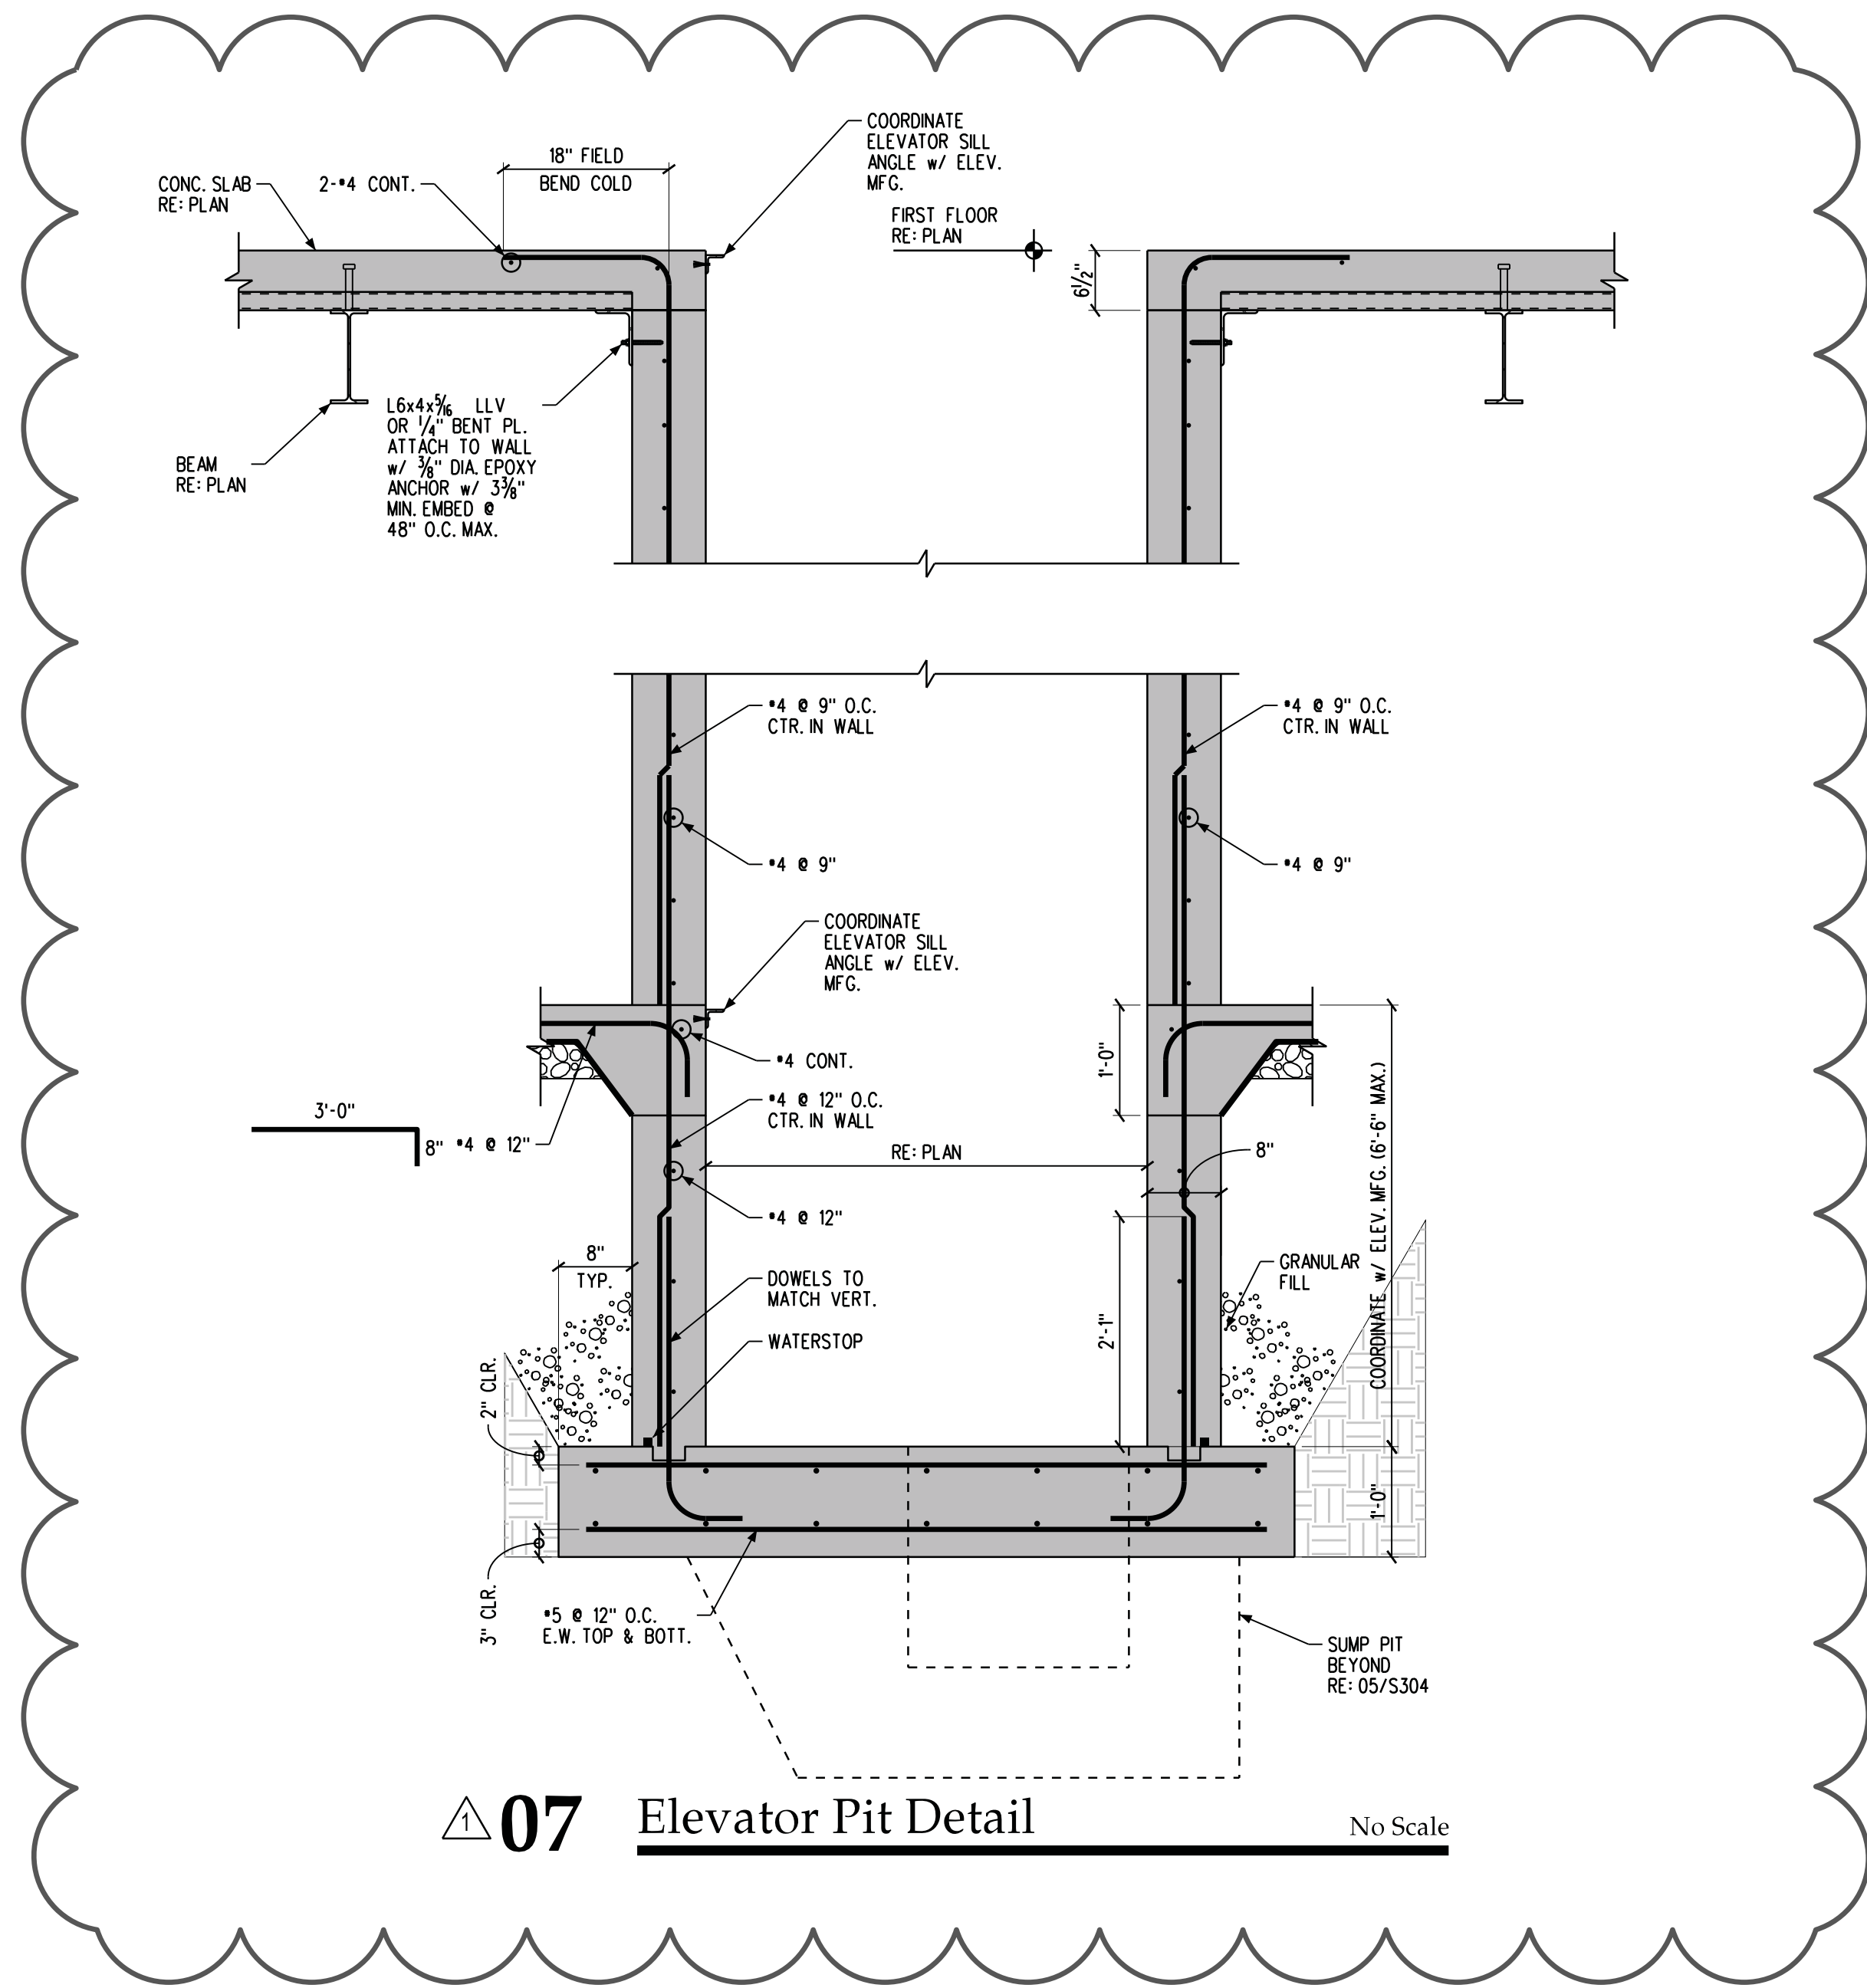 COORDINATE
ELEVATOR SILL
ANGLE w/ ELEV.
MFG.
18" FIELD
BEND COLD
CONC. SLAB
RE: PLAN
2-#4 CONT.
FIRST FLOOR
RE: PLAN
6½"
L6x4x5⁄16 LLV
OR ¼" BENT PL.
ATTACH TO WALL
w/ ⅜" DIA. EPOXY
ANCHOR w/ 3⅜"
MIN. EMBED @
48" O.C. MAX.
BEAM
RE: PLAN
#4 @ 9" O.C.
CTR. IN WALL
#4 @ 9" O.C.
CTR. IN WALL
#4 @ 9"
#4 @ 9"
COORDINATE
ELEVATOR SILL
ANGLE w/ ELEV.
MFG.
#4 CONT.
1'-0"
#4 @ 12" O.C.
CTR. IN WALL
3'-0"
8"
#4 @ 12"
RE: PLAN
8"
#4 @ 12"
COORDINATE w/ ELEV. MFG. (6'-6" MAX.)
8"
TYP.
GRANULAR
FILL
DOWELS TO
MATCH VERT.
WATERSTOP
2'-1"
2" CLR.
1'-0"
3" CLR.
#5 @ 12" O.C.
E.W. TOP & BOTT.
SUMP PIT
BEYOND
RE: 05/S304
1
07
Elevator Pit Detail
No Scale